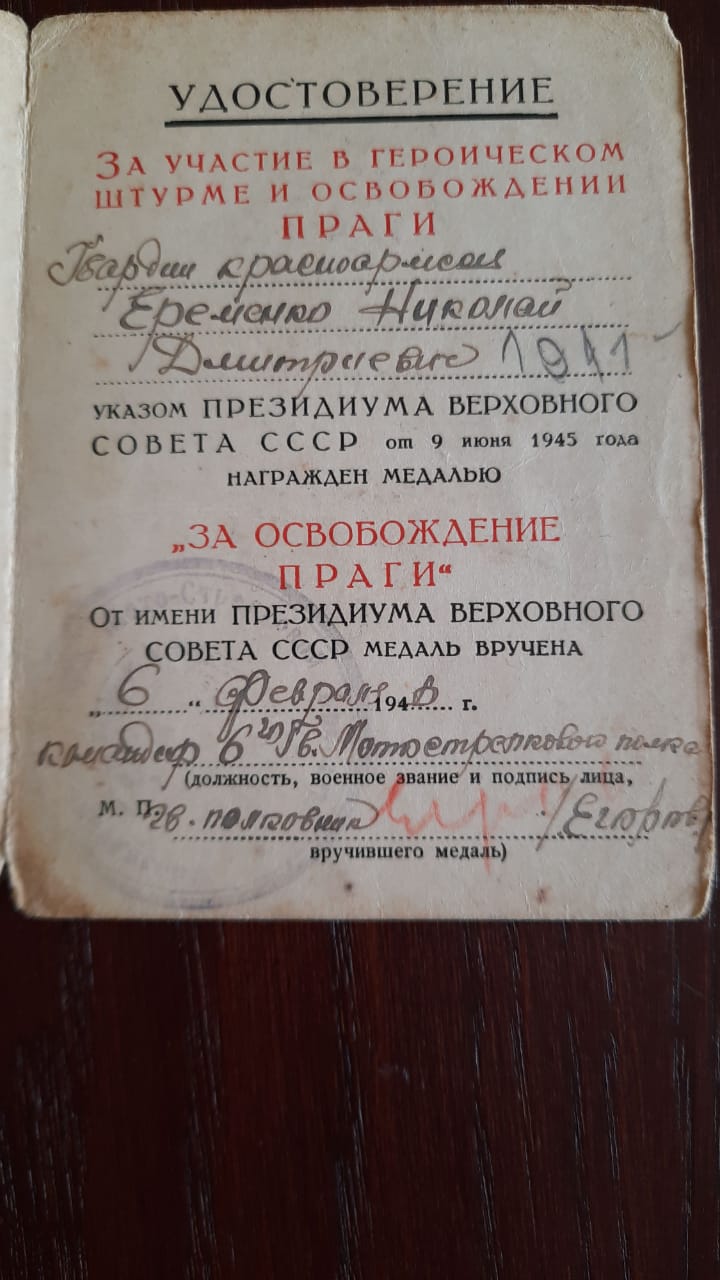 УДОСТОВЕРЕНИЕ
ЗА УЧАСТИЕ В ГЕРОИЧЕСКОМ
ШТУРМЕ И ОСВОБОЖДЕНИИ
ПРАГИ
Гвардии красноармеец
Еременко Николай
Дмитриевич
УКАЗОМ ПРЕЗИДИУМА ВЕРХОВНОГО
СОВЕТА СССР от 9 июня 1945 года
НАГРАЖДЕН МЕДАЛЬЮ
„ЗА ОСВОБОЖДЕНИЕ
ПРАГИ“
ОТ ИМЕНИ ПРЕЗИДИУМА ВЕРХОВНОГО
СОВЕТА СССР МЕДАЛЬ ВРУЧЕНА
„6“ Февраля 194 г.
командир 6 Гв. Мотострелкового полка
(должность, военное звание и подпись лица,
М. П. гв. полковник /Егоров/
вручившего медаль)